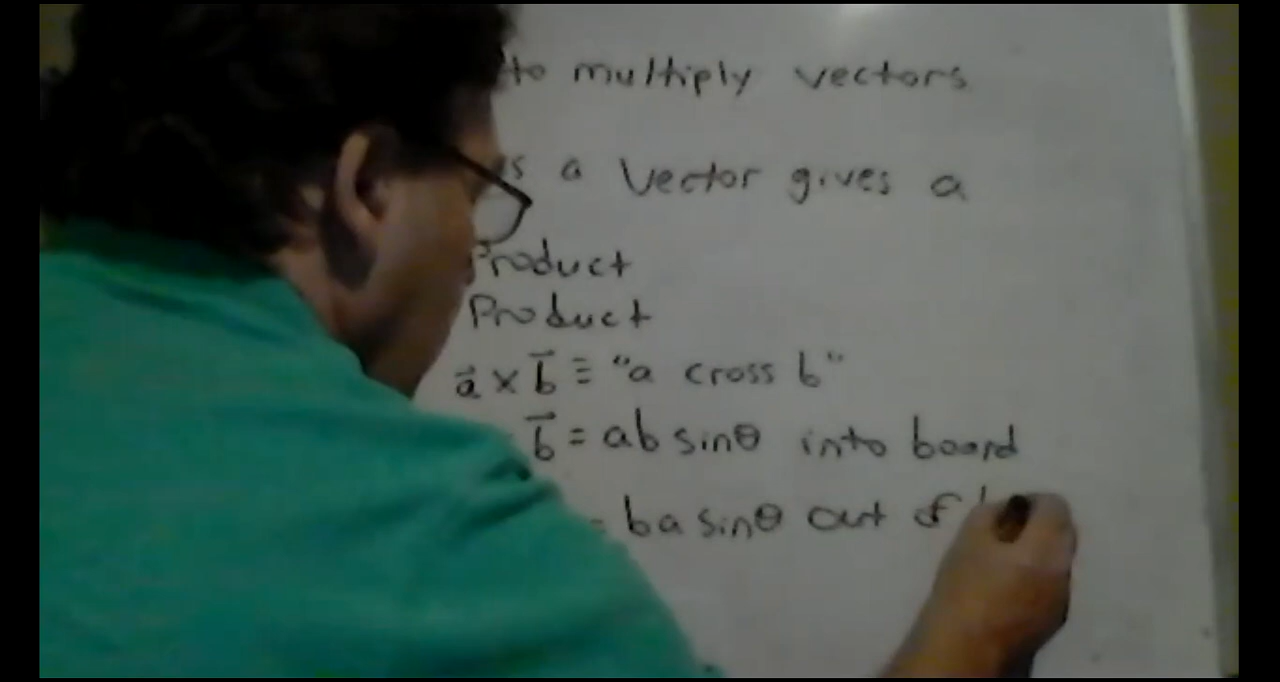 to multiply vectors
a vector gives a
Product
Product
a⃗ × b⃗ ≡ "a cross b"
b⃗ = ab sinθ into board
= ba sinθ out of